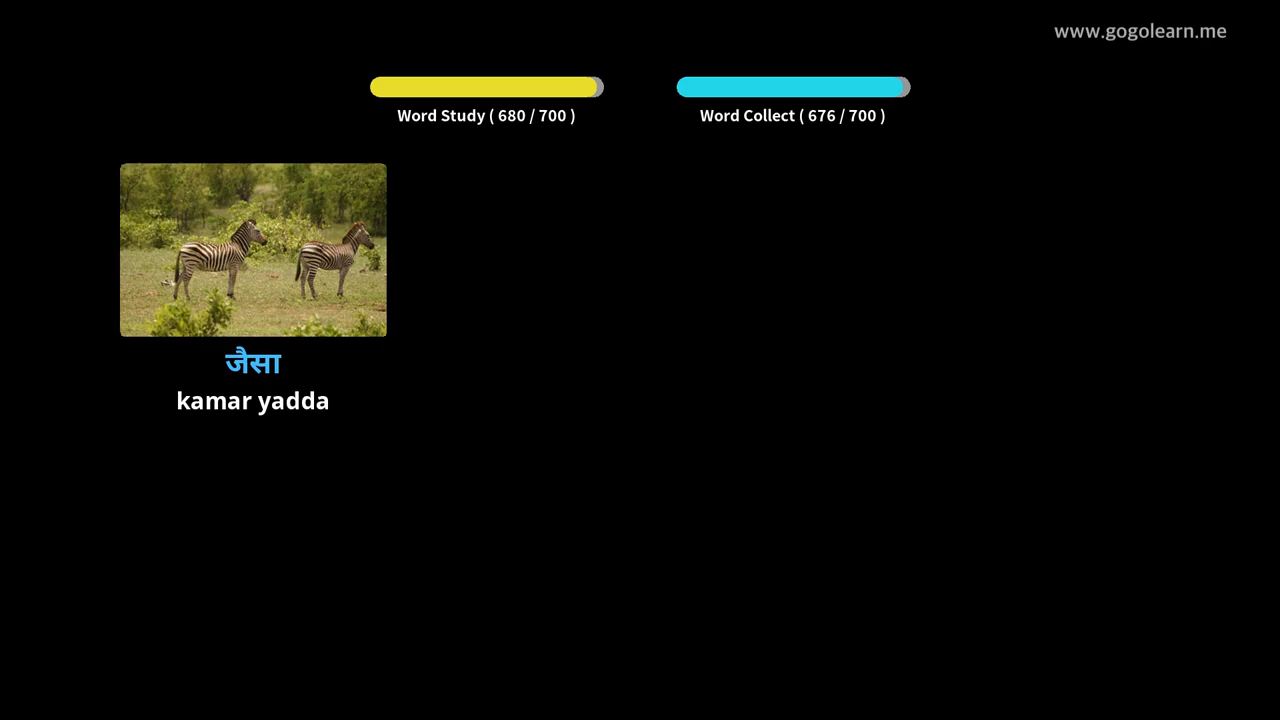 www.gogolearn.me
Word Study ( 680 / 700 )
Word Collect ( 676 / 700 )
जैसा
kamar yadda